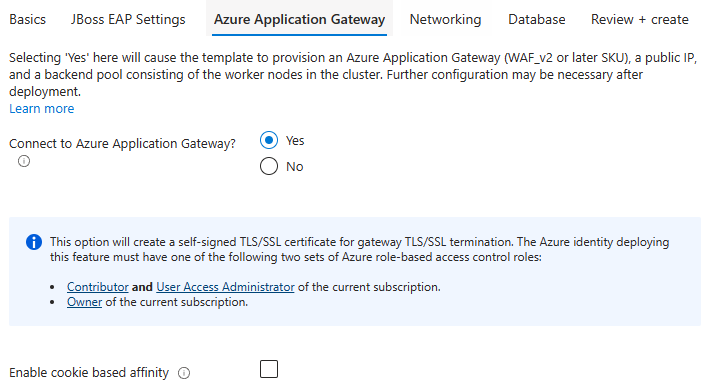 Basics JBoss EAP Settings Azure Application Gateway Networking Database Review + create
Selecting 'Yes' here will cause the template to provision an Azure Application Gateway (WAF_v2 or later SKU), a public IP,
and a backend pool consisting of the worker nodes in the cluster. Further configuration may be necessary after
deployment.
Learn more
Connect to Azure Application Gateway? Yes
No
This option will create a self-signed TLS/SSL certificate for gateway TLS/SSL termination. The Azure identity deploying
this feature must have one of the following two sets of Azure role-based access control roles:
• Contributor and User Access Administrator of the current subscription.
• Owner of the current subscription.
Enable cookie based affinity